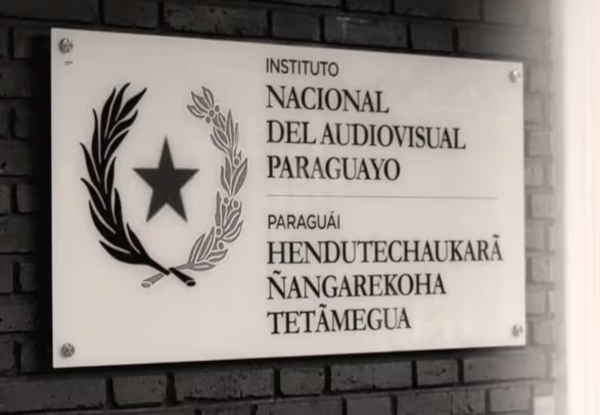 INSTITUTO
NACIONAL
DEL AUDIOVISUAL
PARAGUAYO
PARAGUÁI
HENDUTECHAUKARÃ
ÑANGAREKOHA
TETÃMEGUA